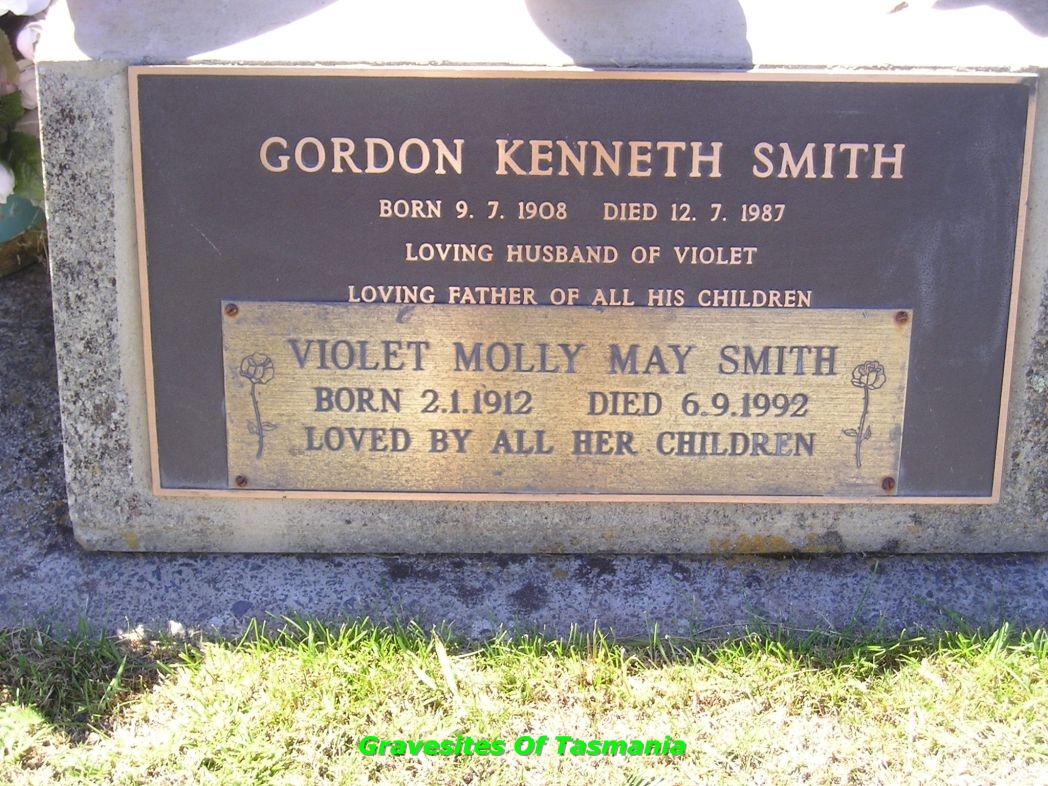 GORDON KENNETH SMITH
BORN 9. 7. 1908 DIED 12. 7. 1987
LOVING HUSBAND OF VIOLET
LOVING FATHER OF ALL HIS CHILDREN
VIOLET MOLLY MAY SMITH
BORN 2.1.1912 DIED 6.9.1992
LOVED BY ALL HER CHILDREN
Gravesites Of Tasmania